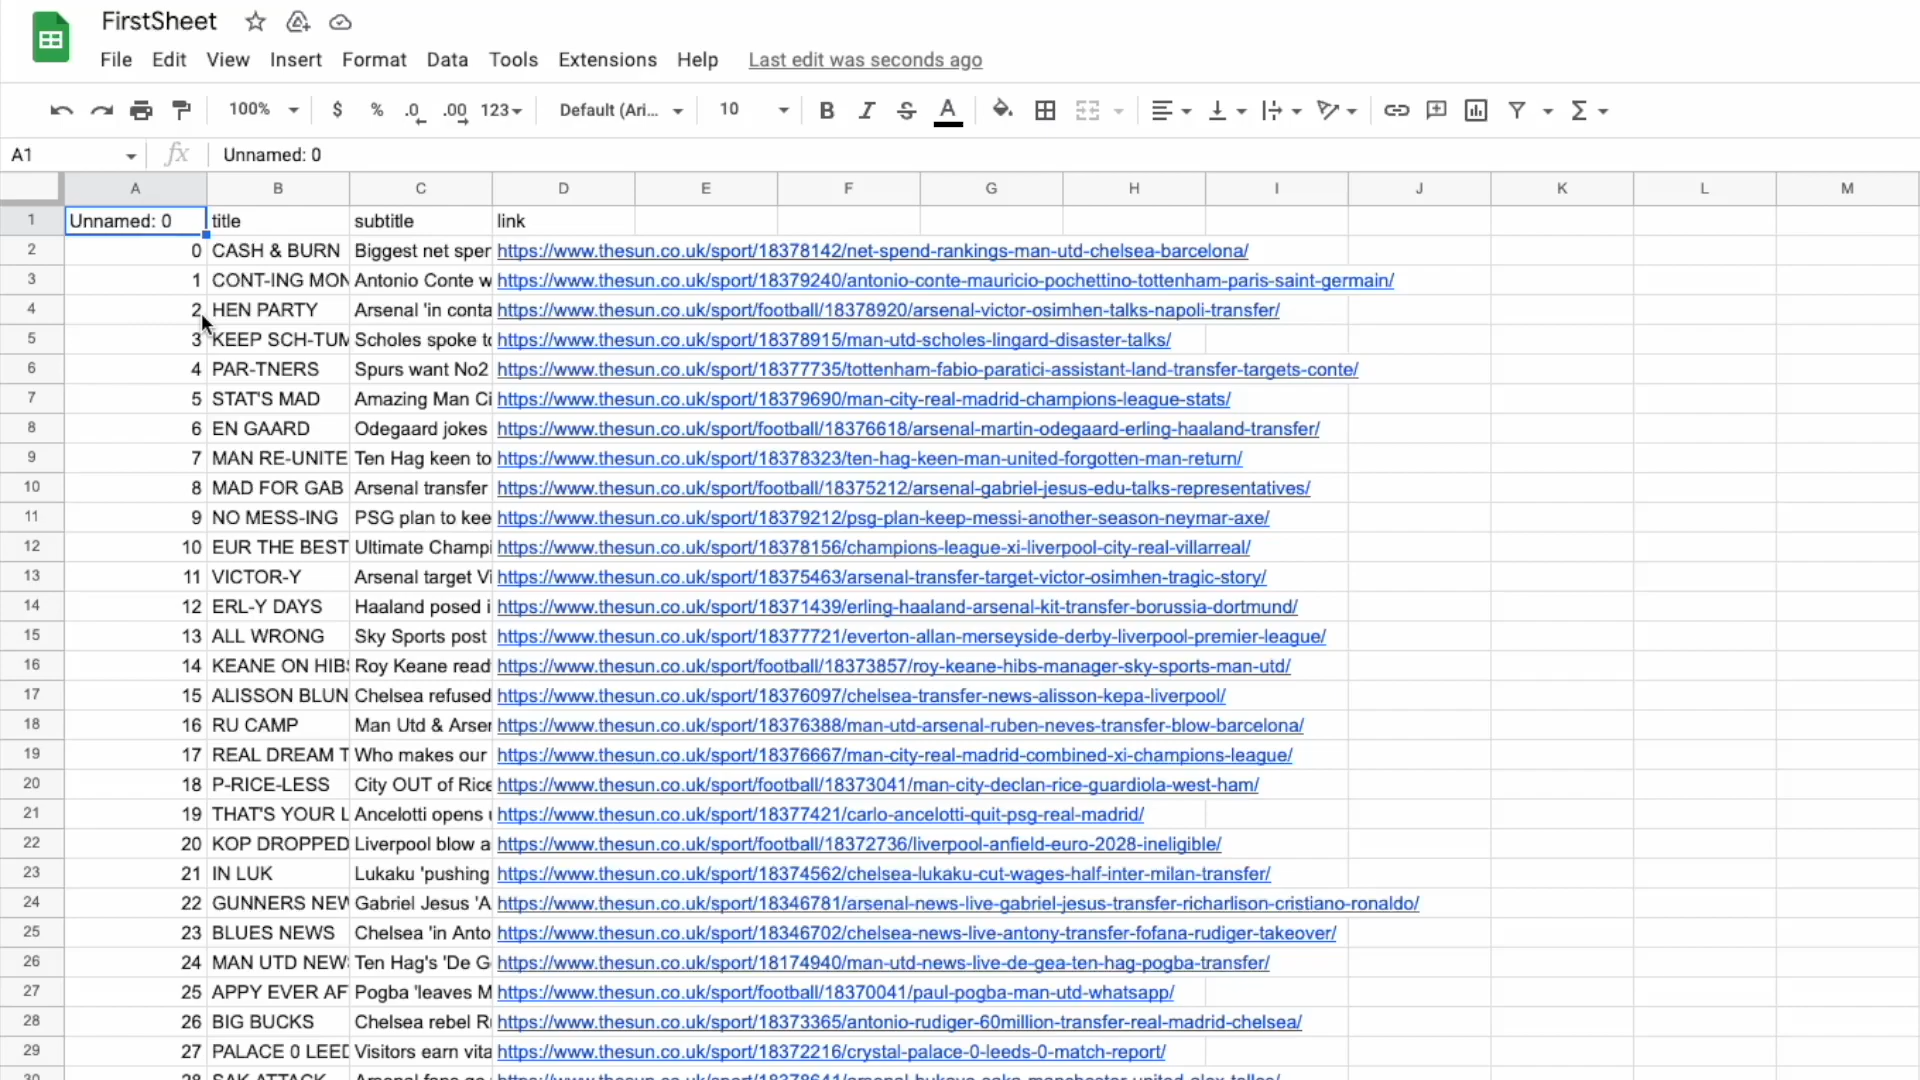 FirstSheet
File Edit View Insert Format Data Tools Extensions Help Last edit was seconds ago
100% $ % .0 .00 123 Default (Ari... 10 B I S A Σ
A1 fx Unnamed: 0
A B C D E F G H I J K L M
1 Unnamed: 0 title subtitle link
2 0 CASH & BURN Biggest net sper https://www.thesun.co.uk/sport/18378142/net-spend-rankings-man-utd-chelsea-barcelona/
3 1 CONT-ING MON Antonio Conte w https://www.thesun.co.uk/sport/18379240/antonio-conte-mauricio-pochettino-tottenham-paris-saint-germain/
4 2 HEN PARTY Arsenal 'in conta https://www.thesun.co.uk/sport/football/18378920/arsenal-victor-osimhen-talks-napoli-transfer/
5 3 KEEP SCH-TUM Scholes spoke to https://www.thesun.co.uk/sport/18378915/man-utd-scholes-lingard-disaster-talks/
6 4 PAR-TNERS Spurs want No2 https://www.thesun.co.uk/sport/18377735/tottenham-fabio-paratici-assistant-land-transfer-targets-conte/
7 5 STAT'S MAD Amazing Man Ci https://www.thesun.co.uk/sport/18379690/man-city-real-madrid-champions-league-stats/
8 6 EN GAARD Odegaard jokes https://www.thesun.co.uk/sport/football/18376618/arsenal-martin-odegaard-erling-haaland-transfer/
9 7 MAN RE-UNITE Ten Hag keen to https://www.thesun.co.uk/sport/18378323/ten-hag-keen-man-united-forgotten-man-return/
10 8 MAD FOR GAB Arsenal transfer https://www.thesun.co.uk/sport/football/18375212/arsenal-gabriel-jesus-edu-talks-representatives/
11 9 NO MESS-ING PSG plan to kee https://www.thesun.co.uk/sport/18379212/psg-plan-keep-messi-another-season-neymar-axe/
12 10 EUR THE BEST Ultimate Champi https://www.thesun.co.uk/sport/18378156/champions-league-xi-liverpool-city-real-villarreal/
13 11 VICTOR-Y Arsenal target Vi https://www.thesun.co.uk/sport/18375463/arsenal-transfer-target-victor-osimhen-tragic-story/
14 12 ERL-Y DAYS Haaland posed i https://www.thesun.co.uk/sport/18371439/erling-haaland-arsenal-kit-transfer-borussia-dortmund/
15 13 ALL WRONG Sky Sports post https://www.thesun.co.uk/sport/18377721/everton-allan-merseyside-derby-liverpool-premier-league/
16 14 KEANE ON HIBS Roy Keane read https://www.thesun.co.uk/sport/football/18373857/roy-keane-hibs-manager-sky-sports-man-utd/
17 15 ALISSON BLUN Chelsea refused https://www.thesun.co.uk/sport/18376097/chelsea-transfer-news-alisson-kepa-liverpool/
18 16 RU CAMP Man Utd & Arser https://www.thesun.co.uk/sport/18376388/man-utd-arsenal-ruben-neves-transfer-blow-barcelona/
19 17 REAL DREAM T Who makes our https://www.thesun.co.uk/sport/18376667/man-city-real-madrid-combined-xi-champions-league/
20 18 P-RICE-LESS City OUT of Rice https://www.thesun.co.uk/sport/football/18373041/man-city-declan-rice-guardiola-west-ham/
21 19 THAT'S YOUR L Ancelotti opens https://www.thesun.co.uk/sport/18377421/carlo-ancelotti-quit-psg-real-madrid/
22 20 KOP DROPPED Liverpool blow a https://www.thesun.co.uk/sport/football/18372736/liverpool-anfield-euro-2028-ineligible/
23 21 IN LUK Lukaku 'pushing https://www.thesun.co.uk/sport/18374562/chelsea-lukaku-cut-wages-half-inter-milan-transfer/
24 22 GUNNERS NEW Gabriel Jesus 'A https://www.thesun.co.uk/sport/18346781/arsenal-news-live-gabriel-jesus-transfer-richarlison-cristiano-ronaldo/
25 23 BLUES NEWS Chelsea 'in Anto https://www.thesun.co.uk/sport/18346702/chelsea-news-live-antony-transfer-fofana-rudiger-takeover/
26 24 MAN UTD NEWS Ten Hag's 'De G https://www.thesun.co.uk/sport/18174940/man-utd-news-live-de-gea-ten-hag-pogba-transfer/
27 25 APPY EVER AF Pogba 'leaves M https://www.thesun.co.uk/sport/football/18370041/paul-pogba-man-utd-whatsapp/
28 26 BIG BUCKS Chelsea rebel Rü https://www.thesun.co.uk/sport/18373365/antonio-rudiger-60million-transfer-real-madrid-chelsea/
29 27 PALACE 0 LEED Visitors earn vita https://www.thesun.co.uk/sport/18372216/crystal-palace-0-leeds-0-match-report/
30 28 SAK ATTACK Arsenal fans go https://www.thesun.co.uk/sport/18378641/arsenal-bukayo-saka-manchester-united-alex-telles/